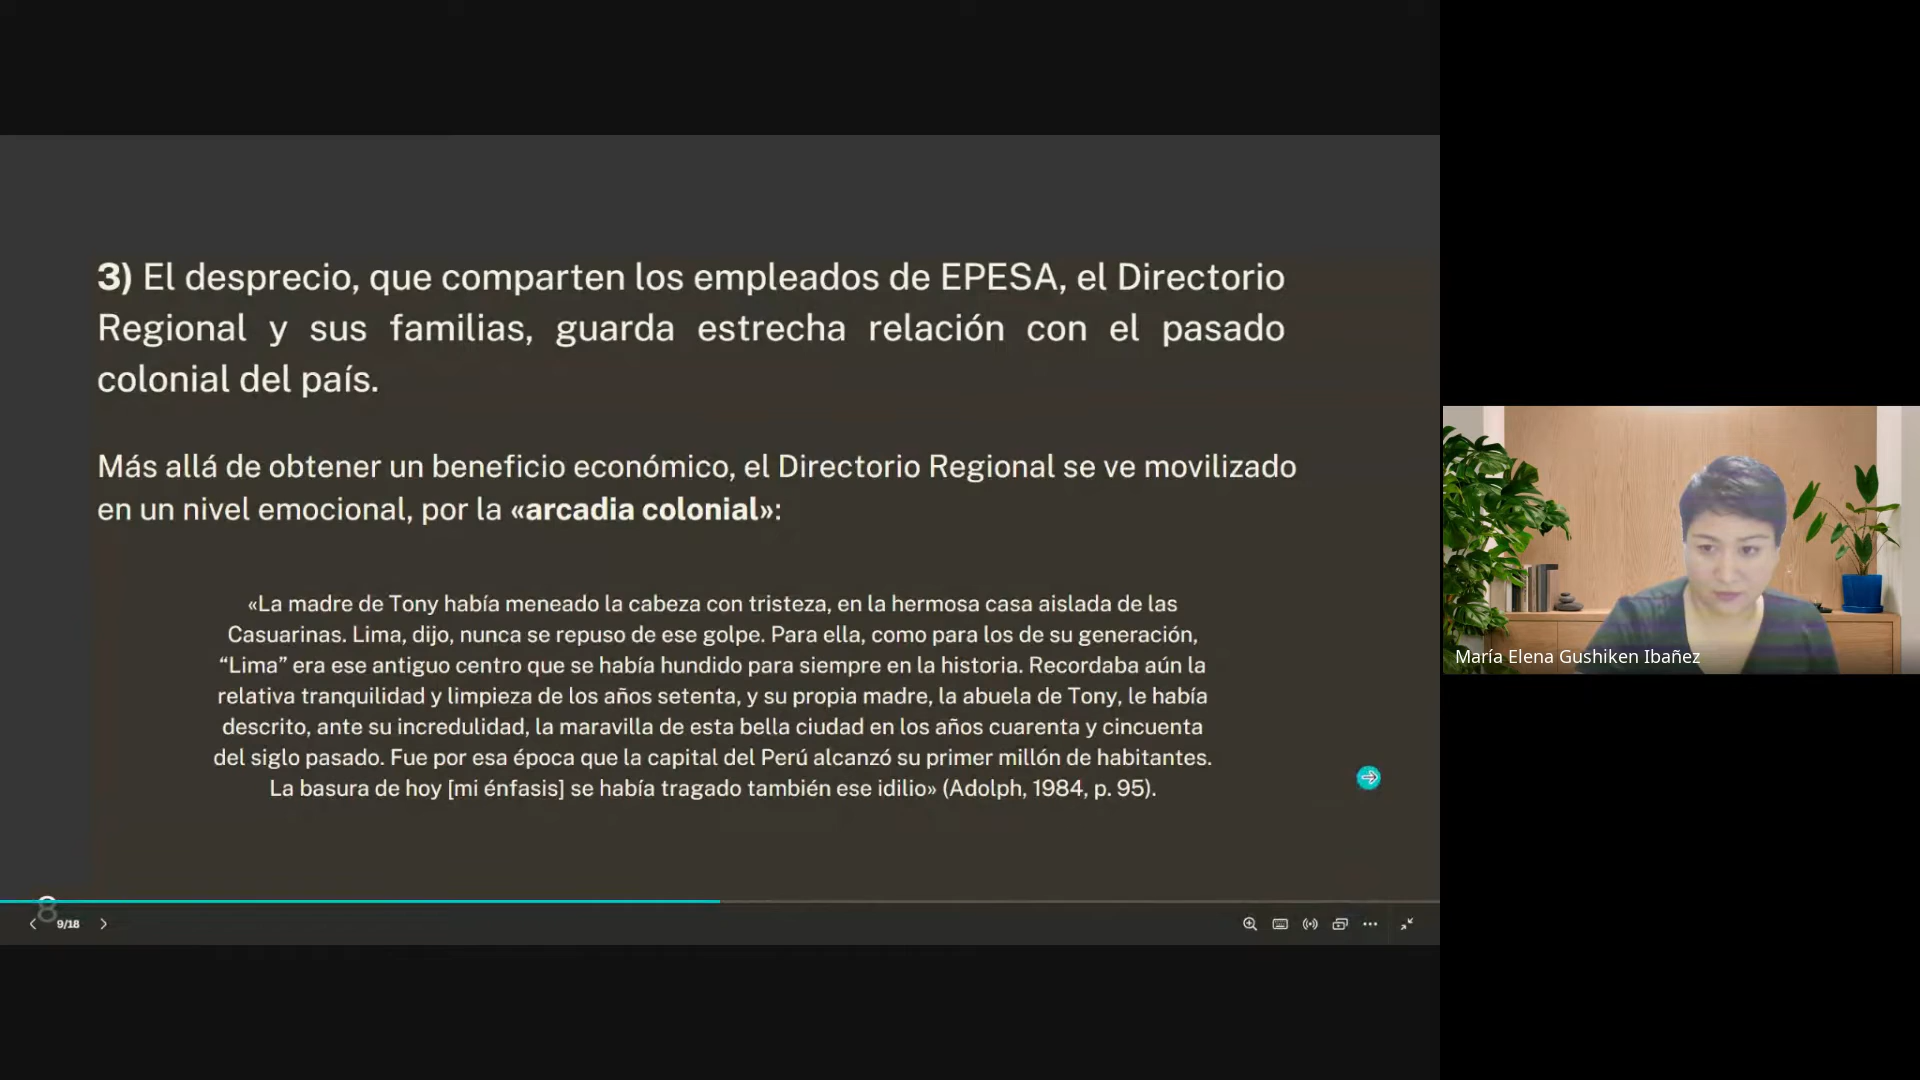 3) El desprecio, que comparten los empleados de EPESA, el Directorio
Regional y sus familias, guarda estrecha relación con el pasado
colonial del país.
Más allá de obtener un beneficio económico, el Directorio Regional se ve movilizado
en un nivel emocional, por la «arcadia colonial»:
«La madre de Tony había meneado la cabeza con tristeza, en la hermosa casa aislada de las
Casuarinas. Lima, dijo, nunca se repuso de ese golpe. Para ella, como para los de su generación,
“Lima” era ese antiguo centro que se había hundido para siempre en la historia. Recordaba aún la
relativa tranquilidad y limpieza de los años setenta, y su propia madre, la abuela de Tony, le había
descrito, ante su incredulidad, la maravilla de esta bella ciudad en los años cuarenta y cincuenta
del siglo pasado. Fue por esa época que la capital del Perú alcanzó su primer millón de habitantes.
La basura de hoy [mi énfasis] se había tragado también ese idilio» (Adolph, 1984, p. 95).
8
9/18
María Elena Gushiken Ibañez